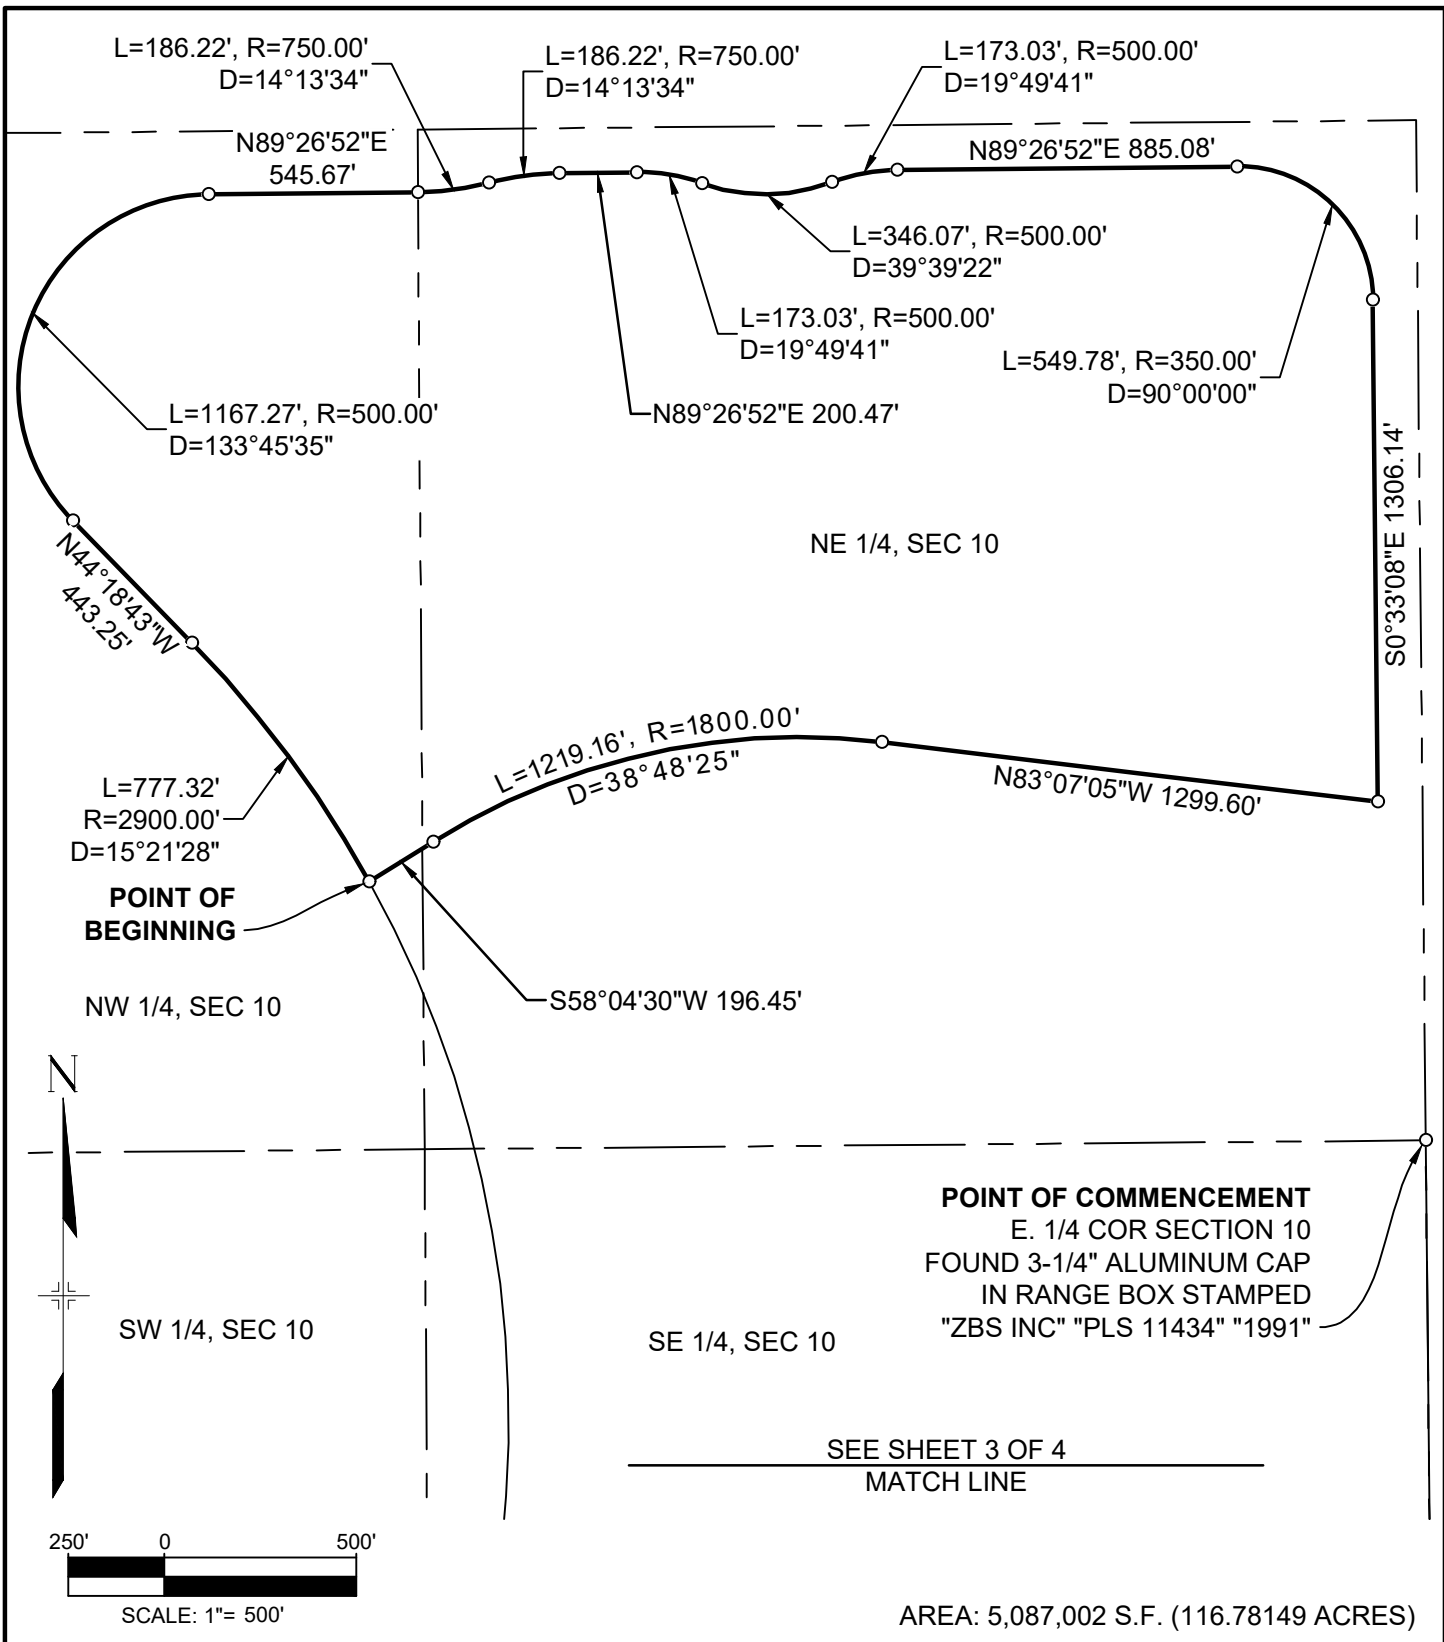 L=186.22', R=750.00'
D=14°13'34"
L=186.22', R=750.00'
D=14°13'34"
L=173.03', R=500.00'
D=19°49'41"
N89°26'52"E
545.67'
N89°26'52"E 885.08'
L=346.07', R=500.00'
D=39°39'22"
L=173.03', R=500.00'
D=19°49'41"
L=549.78', R=350.00'
D=90°00'00"
L=1167.27', R=500.00'
D=133°45'35"
N89°26'52"E 200.47'
S0°33'08"E 1306.14'
NE 1/4, SEC 10
N44°18'43"W
443.25'
L=1219.16', R=1800.00'
D=38°48'25"
N83°07'05"W 1299.60'
L=777.32'
R=2900.00'
D=15°21'28"
POINT OF
BEGINNING
S58°04'30"W 196.45'
NW 1/4, SEC 10
N
POINT OF COMMENCEMENT
E. 1/4 COR SECTION 10
FOUND 3-1/4" ALUMINUM CAP
IN RANGE BOX STAMPED
"ZBS INC" "PLS 11434" "1991"
SW 1/4, SEC 10
SE 1/4, SEC 10
SEE SHEET 3 OF 4
MATCH LINE
250' 0 500'
SCALE: 1"= 500'
AREA: 5,087,002 S.F. (116.78149 ACRES)